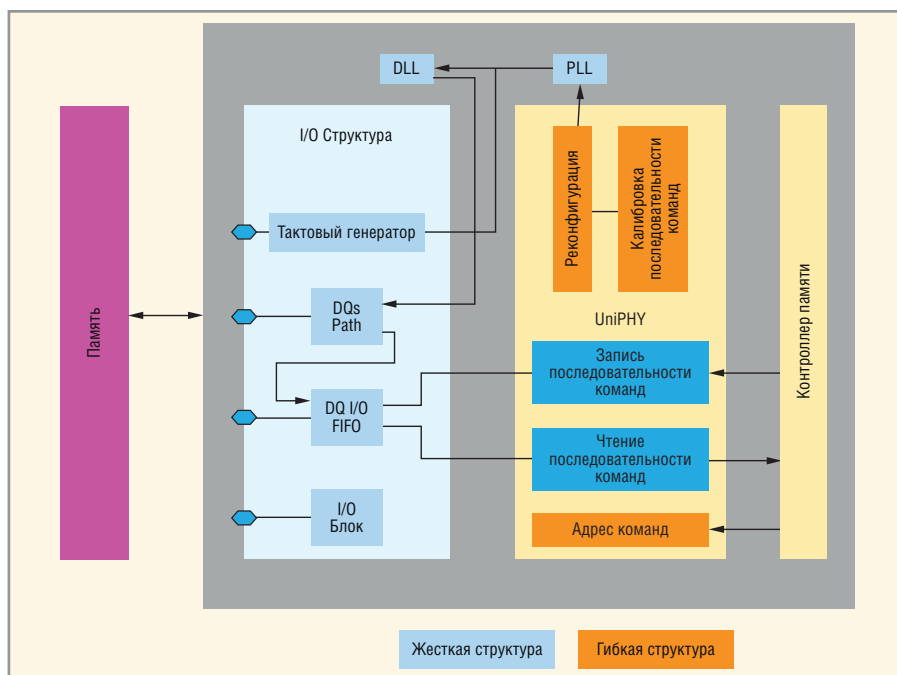 DLL
PLL
I/O Структура
Тактовый генератор
DQs
Path
DQ I/O
FIFO
I/O
Блок
Память
Реконфигурация
Калибровка
последовательности
команд
UniPHY
Запись
последовательности
команд
Чтение
последовательности
команд
Адрес команд
Контроллер памяти
Жесткая структура
Гибкая структура